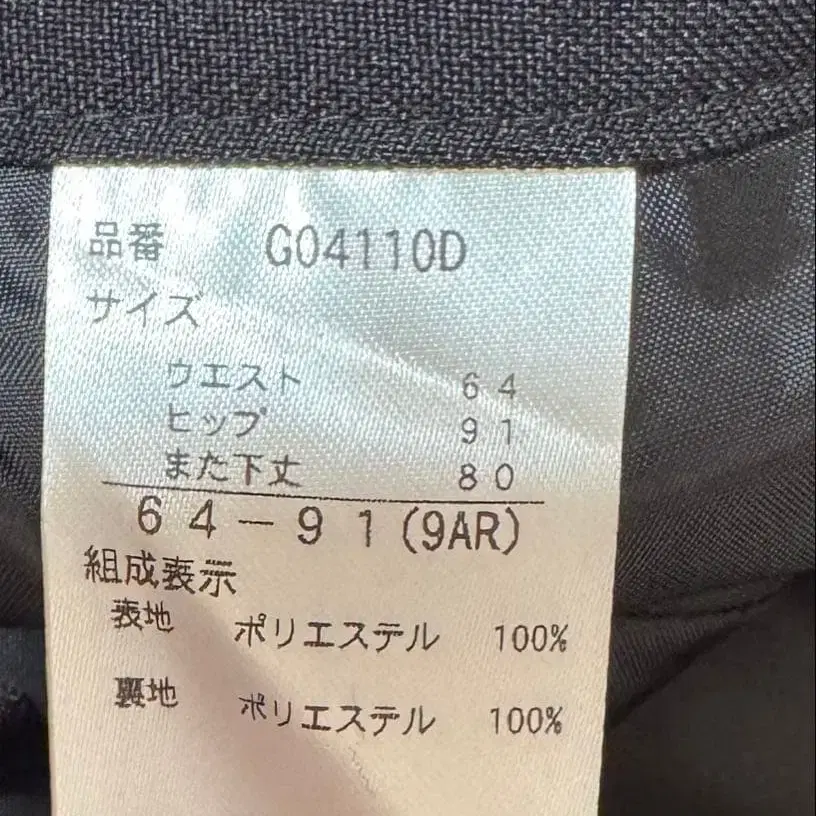 品番 G04110D
サイズ
ウエスト 64
ヒップ 91
また下丈 80
64-91(9AR)
組成表示
表地 ポリエステル 100%
裏地 ポリエステル 100%